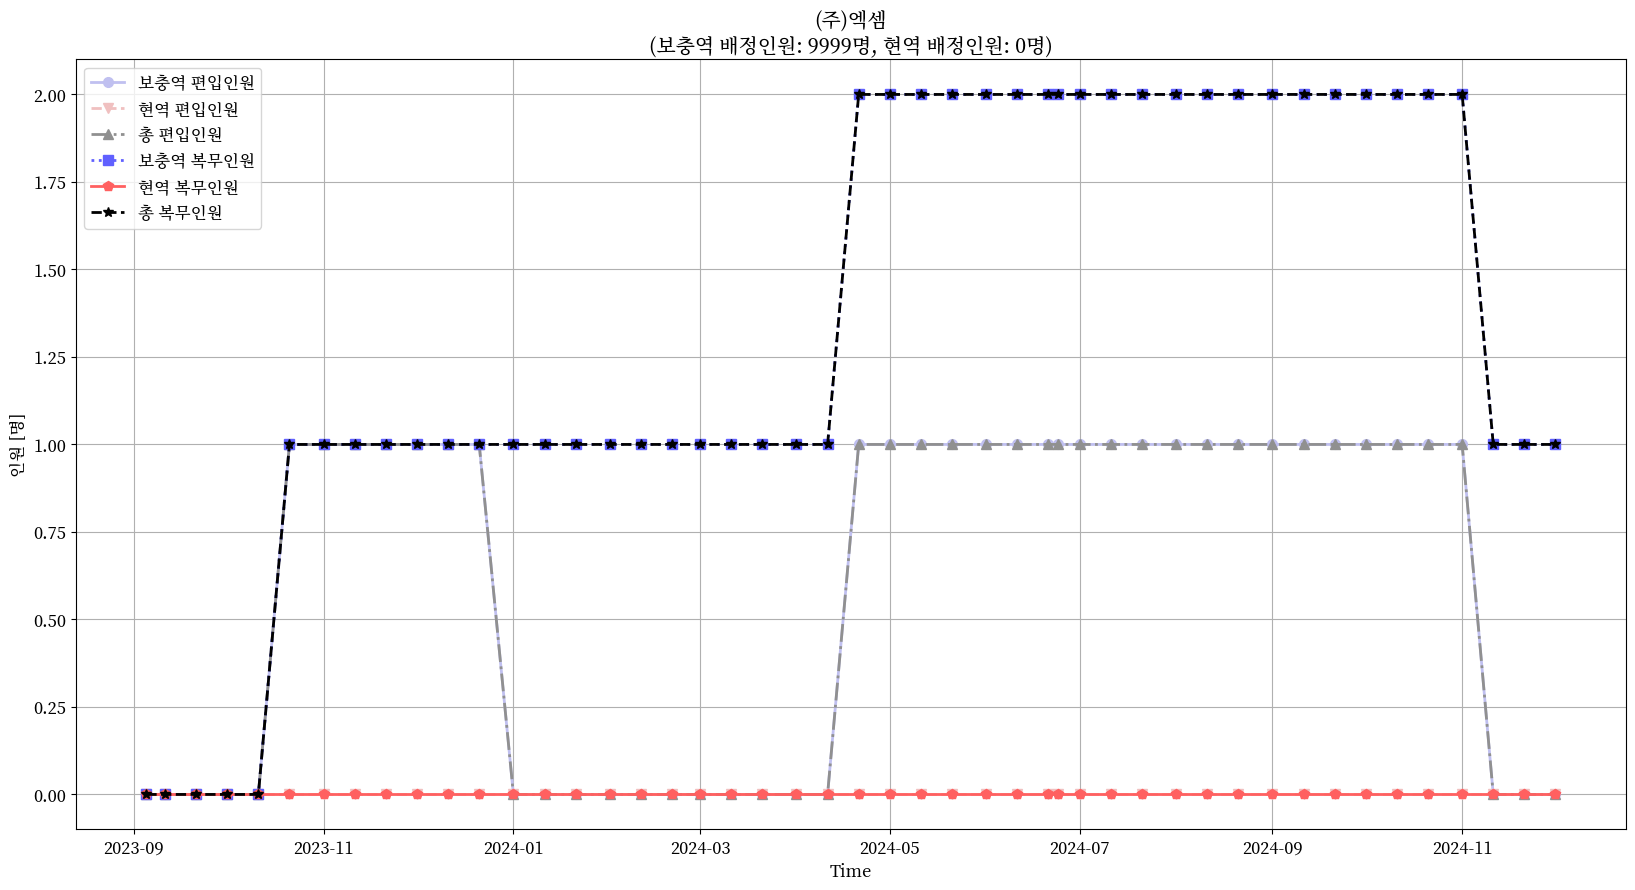 (주)엑셈
(보충역 배정인원: 9999명, 현역 배정인원: 0명)
보충역 편입인원
현역 편입인원
총 편입인원
보충역 복무인원
현역 복무인원
총 복무인원
인원 [명]
2.00
1.75
1.50
1.25
1.00
0.75
0.50
0.25
0.00
2023-09
2023-11
2024-01
2024-03
2024-05
2024-07
2024-09
2024-11
Time